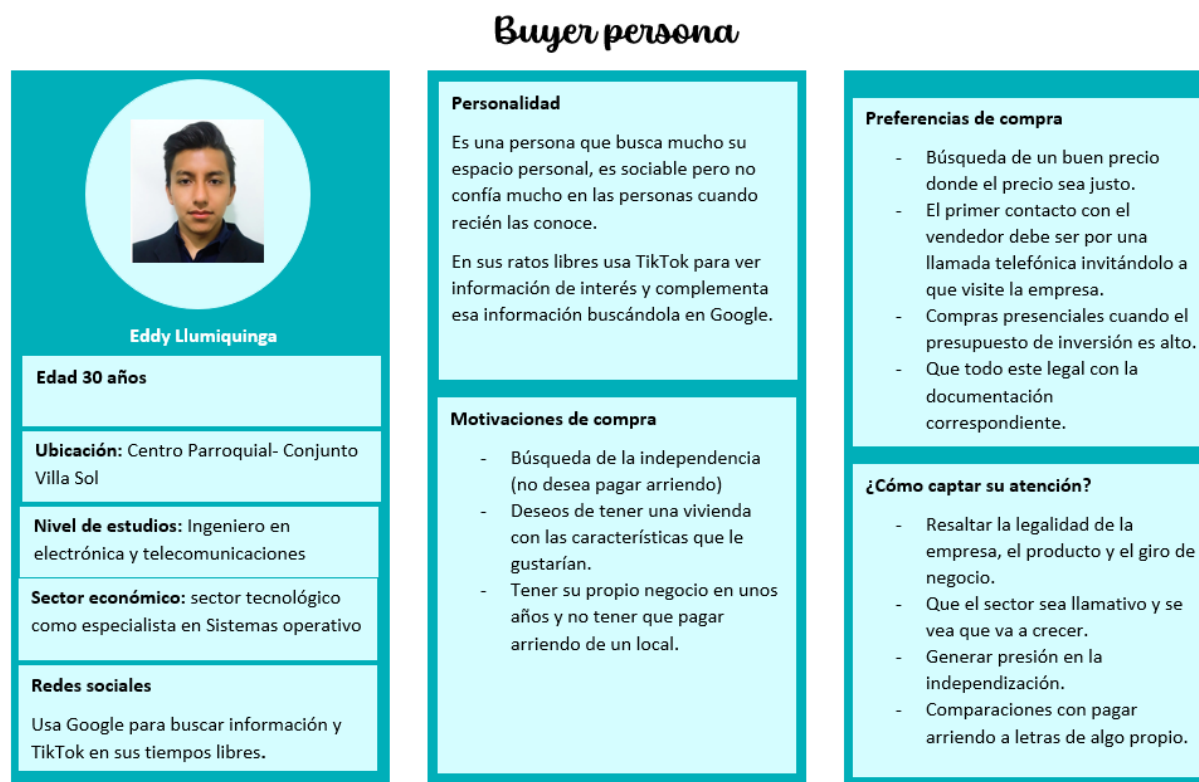 Buyer persona
Eddy Llumiquinga
Edad 30 años
Ubicación: Centro Parroquial- Conjunto
Villa Sol
Nivel de estudios: Ingeniero en
electrónica y telecomunicaciones
Sector económico: sector tecnológico
como especialista en Sistemas operativo
Redes sociales
Usa Google para buscar información y
TikTok en sus tiempos libres.
Personalidad
Es una persona que busca mucho su
espacio personal, es sociable pero no
confía mucho en las personas cuando
recién las conoce.
En sus ratos libres usa TikTok para ver
información de interés y complementa
esa información buscándola en Google.
Motivaciones de compra
- Búsqueda de la independencia
(no desea pagar arriendo)
- Deseos de tener una vivienda
con las características que le
gustarían.
- Tener su propio negocio en unos
años y no tener que pagar
arriendo de un local.
Preferencias de compra
- Búsqueda de un buen precio
donde el precio sea justo.
- El primer contacto con el
vendedor debe ser por una
llamada telefónica invitándolo a
que visite la empresa.
- Compras presenciales cuando el
presupuesto de inversión es alto.
- Que todo este legal con la
documentación
correspondiente.
¿Cómo captar su atención?
- Resaltar la legalidad de la
empresa, el producto y el giro de
negocio.
- Que el sector sea llamativo y se
vea que va a crecer.
- Generar presión en la
independización.
- Comparaciones con pagar
arriendo a letras de algo propio.